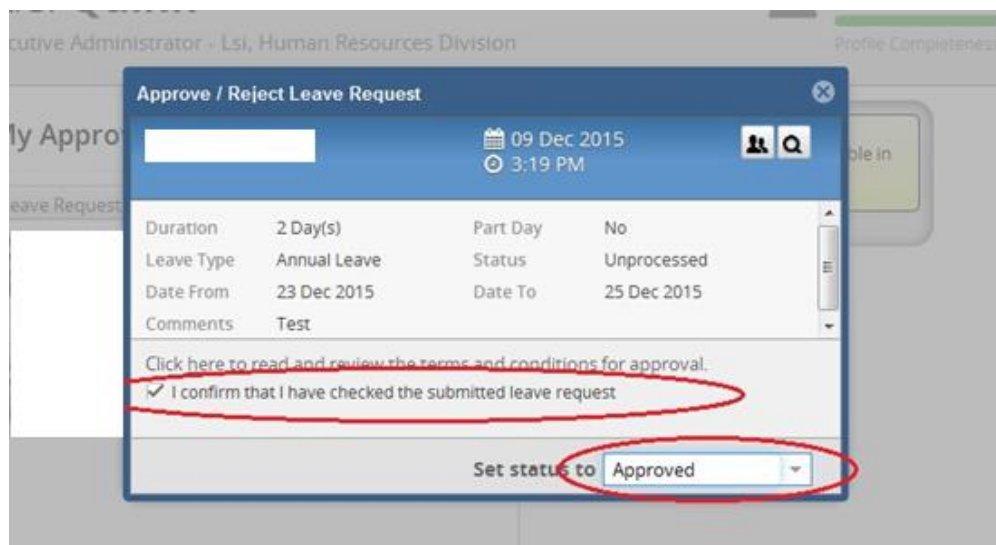 Executive Administrator - Lsi, Human Resources Division
Profile Completeness
Approve / Reject Leave Request
My Appro
09 Dec 2015
3:19 PM
ble in
eave Request
Duration 2 Day(s) Part Day No
Leave Type Annual Leave Status Unprocessed
Date From 23 Dec 2015 Date To 25 Dec 2015
Comments Test
Click here to read and review the terms and conditions for approval.
I confirm that I have checked the submitted leave request
Set status to Approved